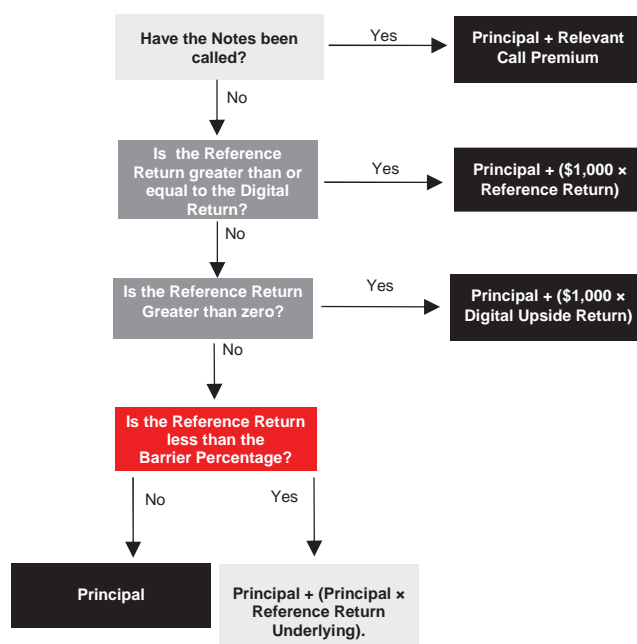 Have the Notes been
called?
Yes
Principal + Relevant
Call Premium
No
Is  the Reference
Return greater than or
equal to the Digital
Return?
Yes
Principal + ($1,000 ×
Reference Return)
No
Is the Reference Return
Greater than zero?
Yes
Principal + ($1,000 ×
Digital Upside Return)
No
Is the Reference Return
less than the
Barrier Percentage?
No
Yes
Principal
Principal + (Principal ×
Reference Return
Underlying).